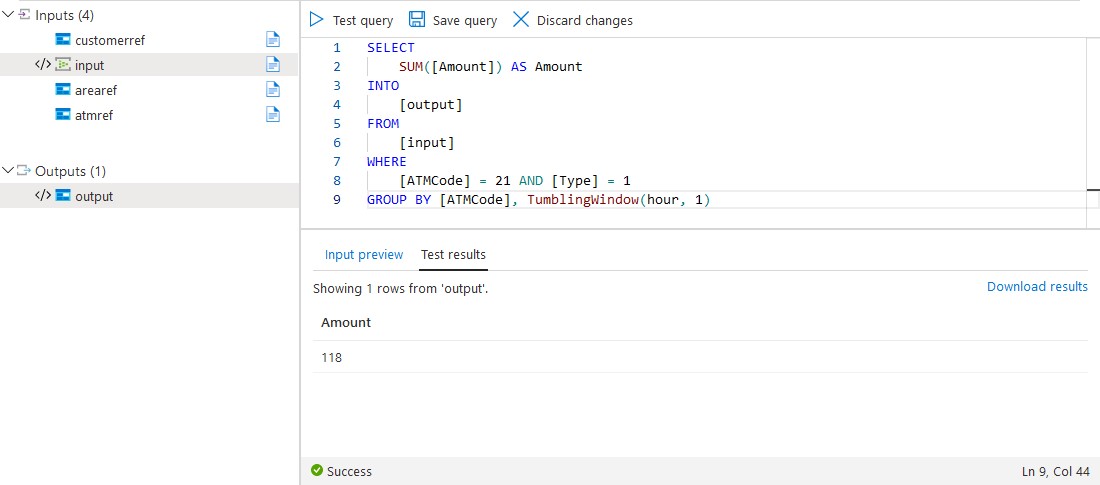 Inputs (4)
customerref
</> input
arearef
atmref
Outputs (1)
</> output
Test query Save query Discard changes
1 SELECT
2 SUM([Amount]) AS Amount
3 INTO
4 [output]
5 FROM
6 [input]
7 WHERE
8 [ATMCode] = 21 AND [Type] = 1
9 GROUP BY [ATMCode], TumblingWindow(hour, 1)
Input preview Test results
Showing 1 rows from 'output'. Download results
Amount
118
Success Ln 9, Col 44